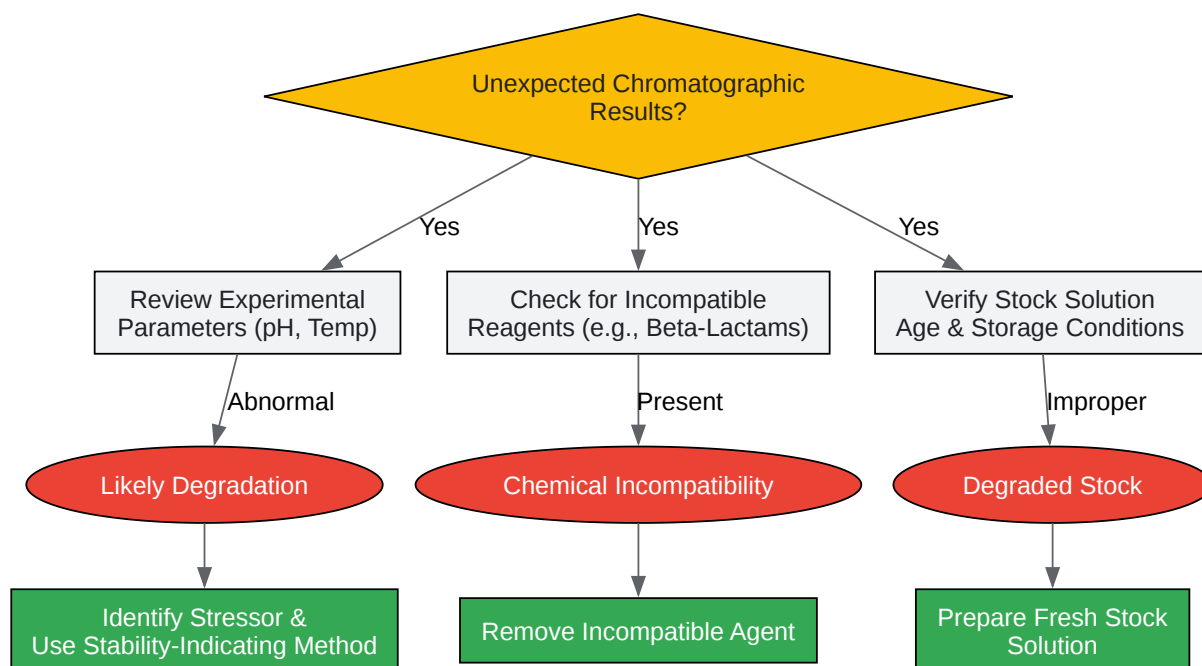 Unexpected Chromatographic
Results?
Yes
Yes
Yes
Review Experimental
Parameters (pH, Temp)
Check for Incompatible
Reagents (e.g., Beta-Lactams)
Verify Stock Solution
Age & Storage Conditions
Abnormal
Present
Improper
Likely Degradation
Chemical Incompatibility
Degraded Stock
Identify Stressor &
Use Stability-Indicating Method
Remove Incompatible Agent
Prepare Fresh Stock
Solution